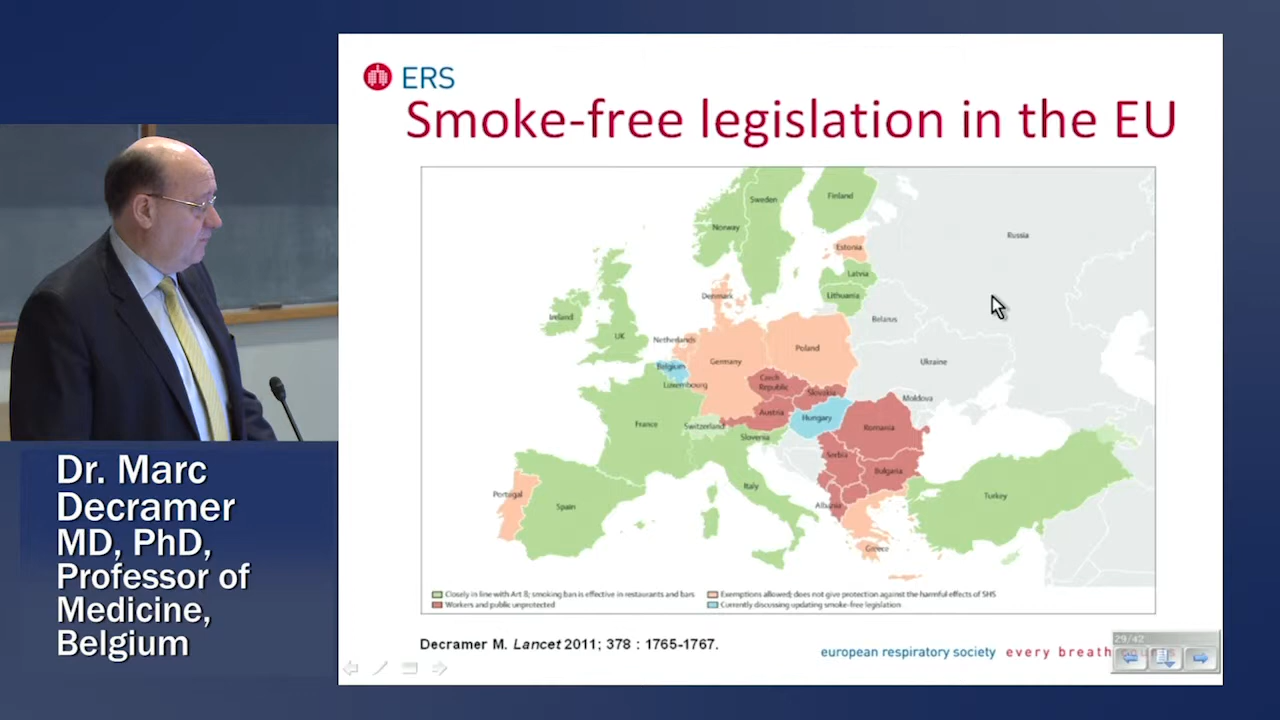 ERS
Smoke-free legislation in the EU
Sweden
Finland
Norway
Russia
Estonia
Latvia
Denmark
Lithuania
Ireland
Belarus
UK
Netherlands
Poland
Germany
Ukraine
Belgium
Luxembourg
Czech
Republic
Slovakia
Moldova
Austria
Hungary
France
Switzerland
Romania
Slovenia
Serbia
Bulgaria
Italy
Portugal
Spain
Turkey
Albania
Greece
Closely in line with Art 8; smoking ban is effective in restaurants and bars
Exemptions allowed; does not give protection against the harmful effects of SHS
Workers and public unprotected
Currently discussing updating smoke-free legislation
Decramer M. Lancet 2011; 378 : 1765-1767.
european respiratory society every breath
29/42
Dr. Marc
Decramer
MD, PhD,
Professor of
Medicine,
Belgium